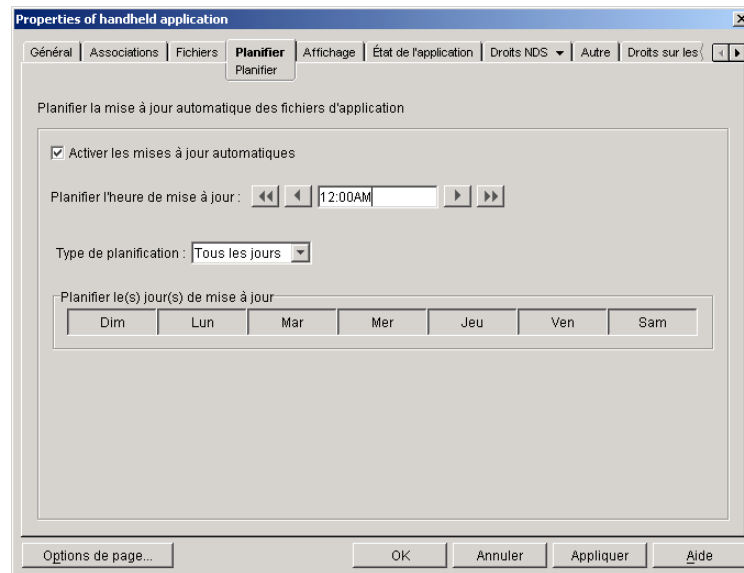 Properties of handheld application
Général Associations Fichiers Planifier Affichage État de l'application Droits NDS Autre Droits sur les
Planifier
Planifier la mise à jour automatique des fichiers d'application
Activer les mises à jour automatiques
Planifier l'heure de mise à jour : 12:00AM
Type de planification : Tous les jours
Planifier le(s) jour(s) de mise à jour
Dim Lun Mar Mer Jeu Ven Sam
Options de page... OK Annuler Appliquer Aide